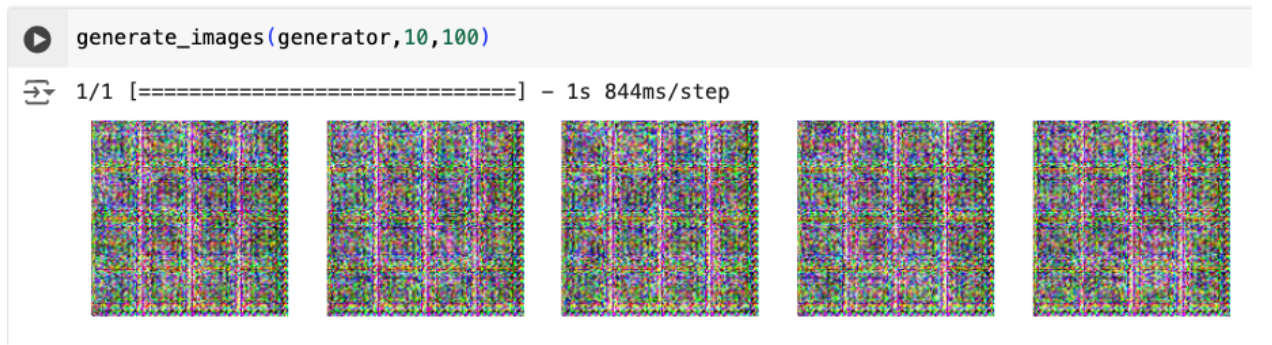 generate_images(generator,10,100)
1/1 [==============================] – 1s 844ms/step